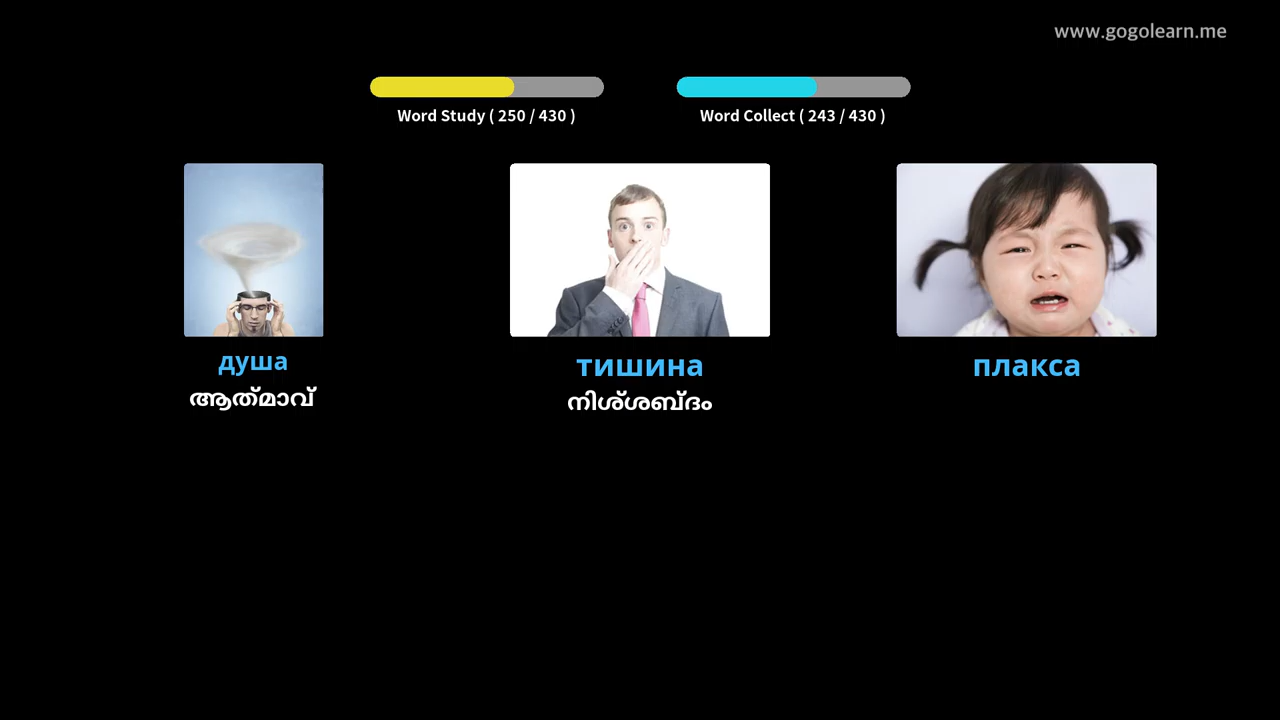 www.gogolearn.me
Word Study ( 250 / 430 )
Word Collect ( 243 / 430 )
душа
ആത്മാവ്
тишина
നിശ്ശബ്ദം
плакса